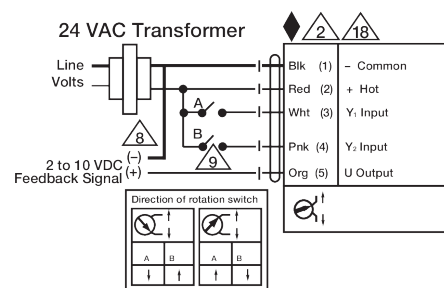 24 VAC Transformer
2
18
Line
Volts
Blk (1) – Common
Red (2) + Hot
A
Wht (3) Y1 Input
B
Pnk (4) Y2 Input
8
(–)
9
2 to 10 VDC
Feedback Signal (+)
Org (5) U Output
Direction of rotation switch
A B A B